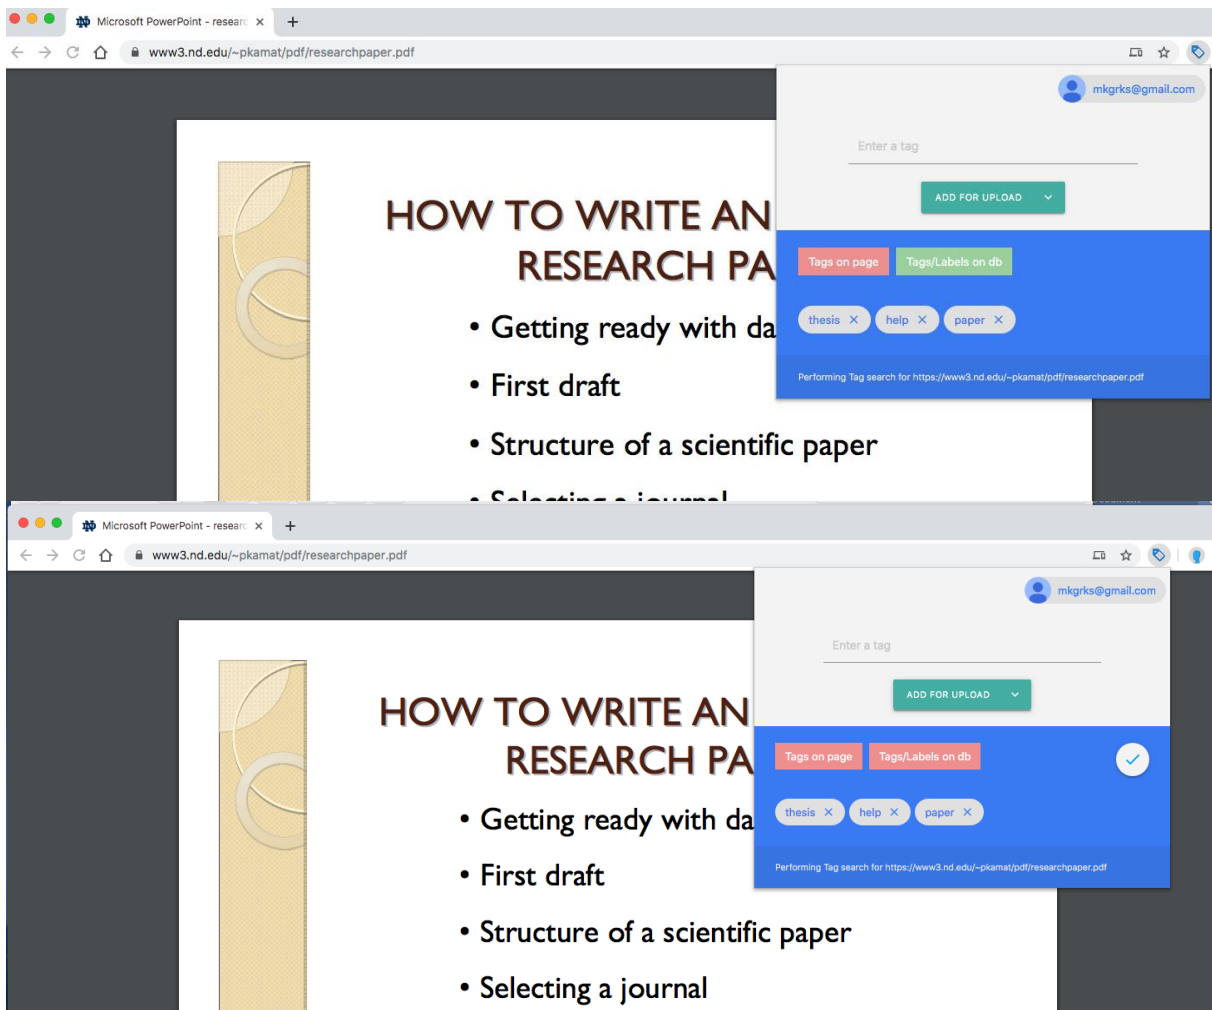 Microsoft PowerPoint - researc
www3.nd.edu/~pkamat/pdf/researchpaper.pdf
mkgrks@gmail.com
Enter a tag
ADD FOR UPLOAD
HOW TO WRITE AN
RESEARCH PA
Tags on page Tags/Labels on db
• Getting ready with da
thesis × help × paper ×
Performing Tag search for https://www3.nd.edu/~pkamat/pdf/researchpaper.pdf
• First draft
• Structure of a scientific paper
• Selecting a journal
Microsoft PowerPoint - researc
www3.nd.edu/~pkamat/pdf/researchpaper.pdf
mkgrks@gmail.com
Enter a tag
ADD FOR UPLOAD
HOW TO WRITE AN
RESEARCH PA
Tags on page Tags/Labels on db
• Getting ready with da
thesis × help × paper ×
Performing Tag search for https://www3.nd.edu/~pkamat/pdf/researchpaper.pdf
• First draft
• Structure of a scientific paper
• Selecting a journal